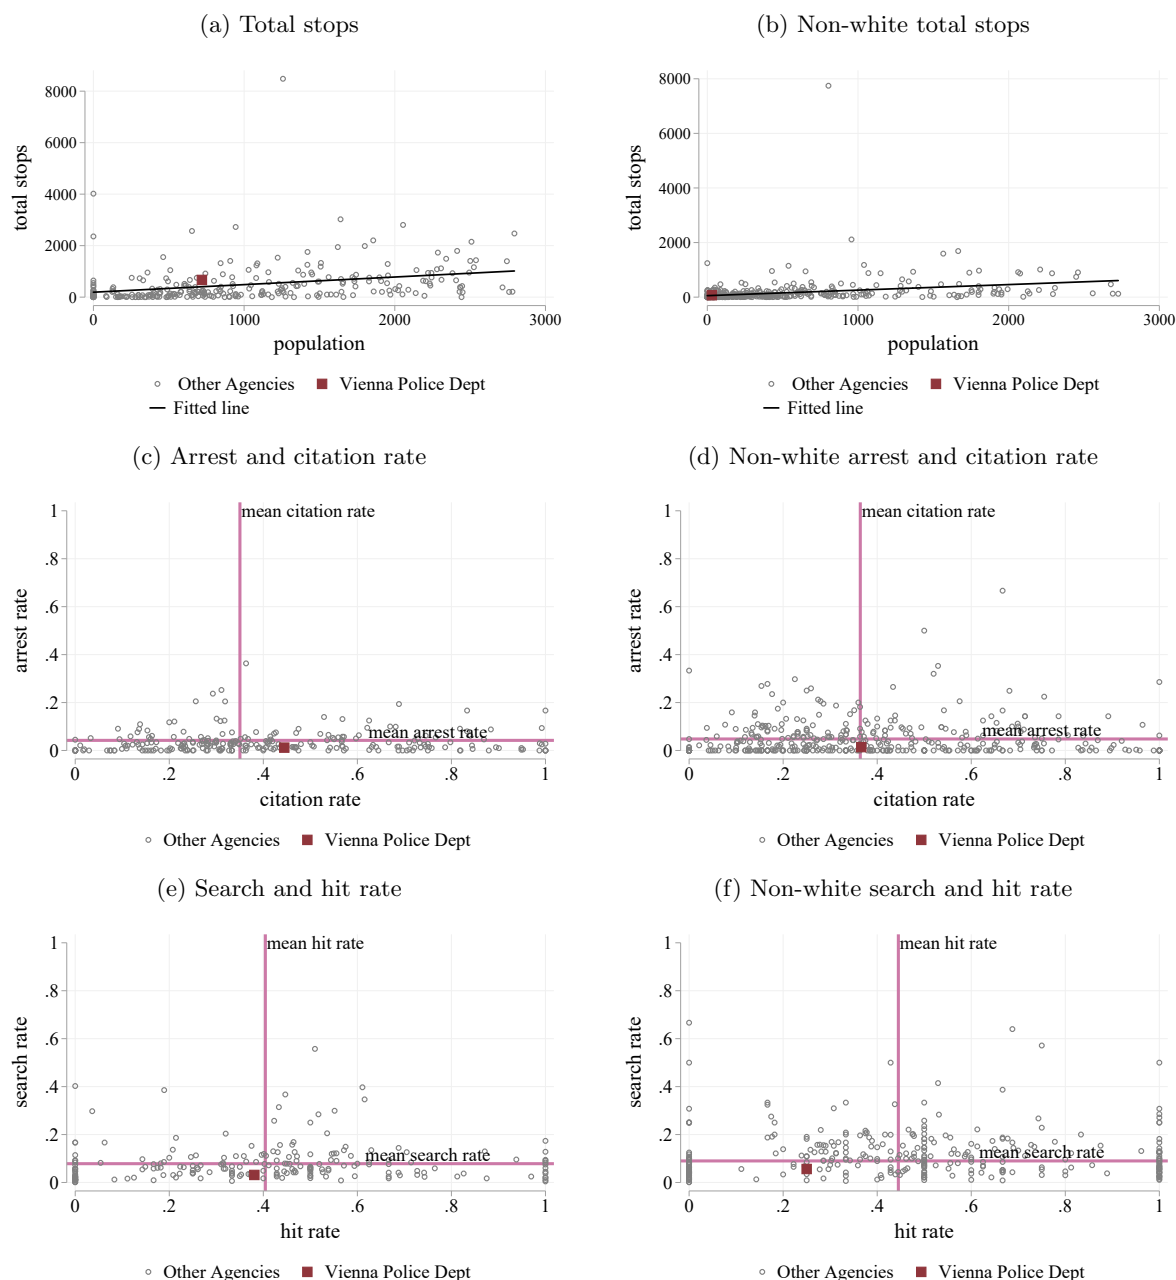 (a) Total stops
(b) Non-white total stops
8000
6000
4000
2000
0
total stops
0 1000 2000 3000
population
Other Agencies Vienna Police Dept
Fitted line
8000
6000
4000
2000
0
total stops
0 1000 2000 3000
population
Other Agencies Vienna Police Dept
Fitted line
(c) Arrest and citation rate
(d) Non-white arrest and citation rate
1
.8
.6
.4
.2
0
arrest rate
mean citation rate
mean arrest rate
0 .2 .4 .6 .8 1
citation rate
Other Agencies Vienna Police Dept
1
.8
.6
.4
.2
0
arrest rate
mean citation rate
mean arrest rate
0 .2 .4 .6 .8 1
citation rate
Other Agencies Vienna Police Dept
(e) Search and hit rate
(f) Non-white search and hit rate
1
.8
.6
.4
.2
0
search rate
mean hit rate
mean search rate
0 .2 .4 .6 .8 1
hit rate
Other Agencies Vienna Police Dept
1
.8
.6
.4
.2
0
search rate
mean hit rate
mean search rate
0 .2 .4 .6 .8 1
hit rate
Other Agencies Vienna Police Dept